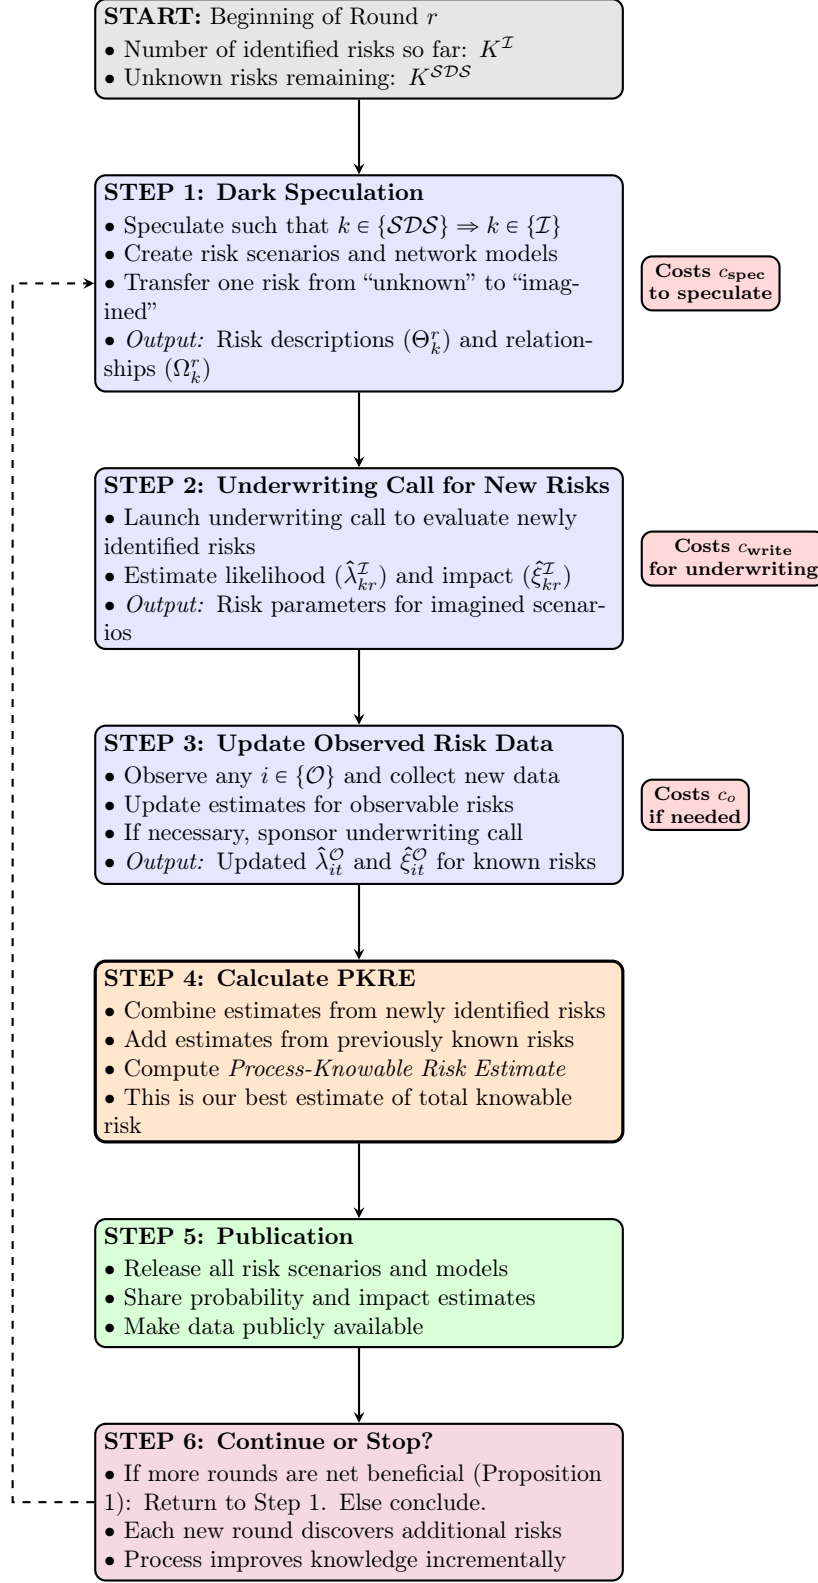 START: Beginning of Round r
• Number of identified risks so far: K^ℐ
• Unknown risks remaining: K^𝒮𝒟𝒮
STEP 1: Dark Speculation
• Speculate such that k ∈ {𝒮𝒟𝒮} ⇒ k ∈ {ℐ}
• Create risk scenarios and network models
• Transfer one risk from “unknown” to “imag-
ined”
• Output: Risk descriptions (Θ_k^r) and relation-
ships (Ω_k^r)
Costs c_spec
to speculate
STEP 2: Underwriting Call for New Risks
• Launch underwriting call to evaluate newly
identified risks
• Estimate likelihood (λ̂_kr^ℐ) and impact (ξ̂_kr^ℐ)
• Output: Risk parameters for imagined scenar-
ios
Costs c_write
for underwriting
STEP 3: Update Observed Risk Data
• Observe any i ∈ {𝒪} and collect new data
• Update estimates for observable risks
• If necessary, sponsor underwriting call
• Output: Updated λ̂_it^𝒪 and ξ̂_it^𝒪 for known risks
Costs c_o
if needed
STEP 4: Calculate PKRE
• Combine estimates from newly identified risks
• Add estimates from previously known risks
• Compute Process-Knowable Risk Estimate
• This is our best estimate of total knowable
risk
STEP 5: Publication
• Release all risk scenarios and models
• Share probability and impact estimates
• Make data publicly available
STEP 6: Continue or Stop?
• If more rounds are net beneficial (Proposition
1): Return to Step 1. Else conclude.
• Each new round discovers additional risks
• Process improves knowledge incrementally